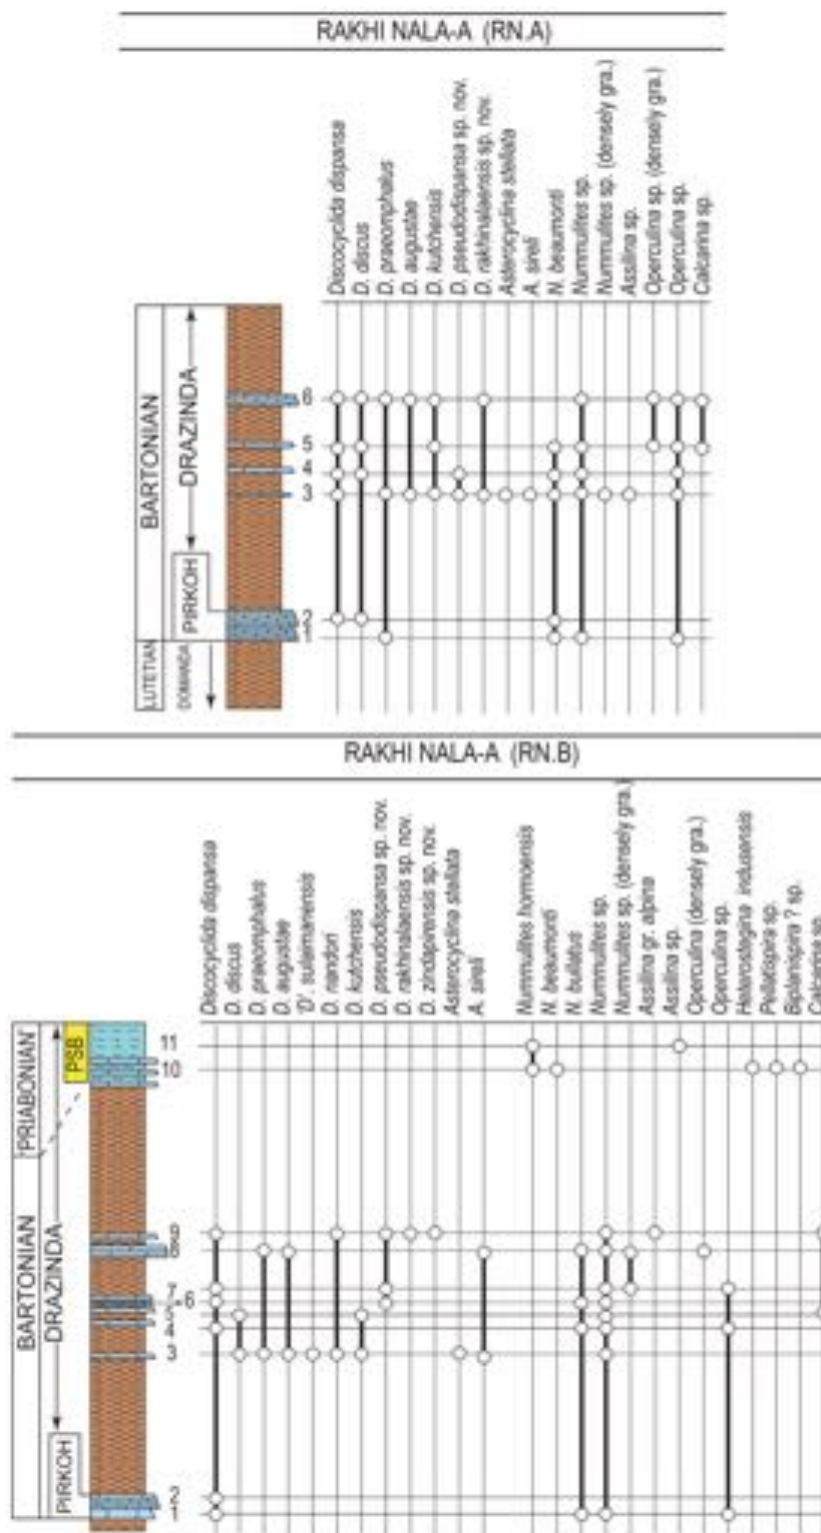 RAKHI NALA-A (RN.A)
Discocyclida dispansa
D. discus
D. praeomphalus
D. augustae
D. kutchensis
D. pseudodispansa sp. nov.
D. rakhinalaensis sp. nov.
Asterocyclina stellata
A. sireli
N. beaumonti
Nummulites sp.
Nummulites sp. (densely gra.)
Assilina sp.
Operculina sp. (densely gra.)
Operculina sp.
Calcarina sp.
BARTONIAN
DRAZINDA
PIRKOH
LUTETIAN
DOMANDA
6
5
4
3
2
1
RAKHI NALA-A (RN.B)
Discocyclida dispansa
D. discus
D. praeomphalus
D. augustae
'D'. sulaimanensis
D. nandori
D. kutchensis
D. pseudodispansa sp. nov.
D. rakhinalaensis sp. nov.
D. zindapirensis sp. nov.
Asterocyclina stellata
A. sireli
Nummulites hormoensis
N. beaumonti
N. bullatus
Nummulites sp.
Nummulites sp. (densely gra.)
Assilina gr. alpina
Assilina sp.
Operculina (densely gra.)
Operculina sp.
Heterostegina indusensis
Pellatispira sp.
Biplanispira ? sp.
Calcarina sp.
'PRIABONIAN'
PSB
BARTONIAN
DRAZINDA
PIRKOH
11
10
9
8
7
6
4
3
2
1